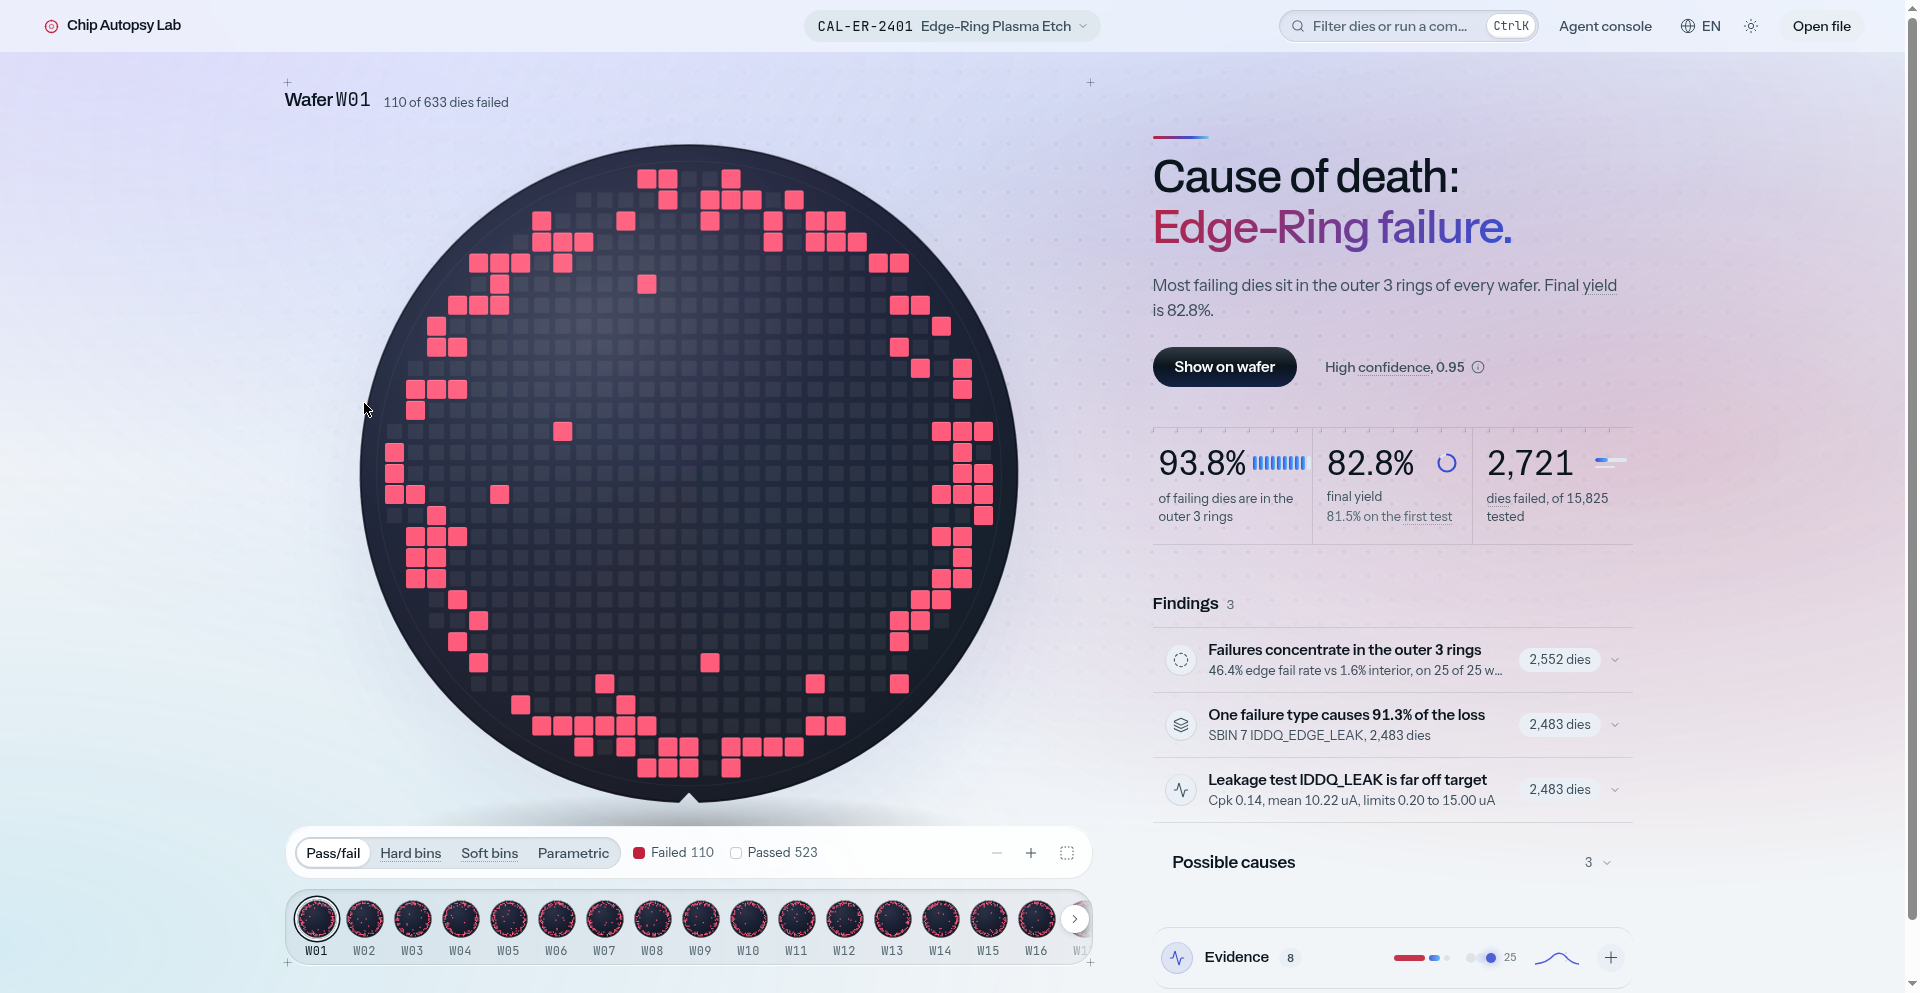 Chip Autopsy Lab
CAL-ER-2401 Edge-Ring Plasma Etch
Filter dies or run a com... CtrlK
Agent console
EN
Open file
Wafer W01 110 of 633 dies failed
Cause of death:
Edge-Ring failure.
Most failing dies sit in the outer 3 rings of every wafer. Final yield
is 82.8%.
Show on wafer
High confidence, 0.95
93.8%
of failing dies are in the
outer 3 rings
82.8%
final yield
81.5% on the first test
2,721
dies failed, of 15,825
tested
Findings 3
Failures concentrate in the outer 3 rings
46.4% edge fail rate vs 1.6% interior, on 25 of 25 w...
2,552 dies
One failure type causes 91.3% of the loss
SBIN 7 IDDQ_EDGE_LEAK, 2,483 dies
2,483 dies
Leakage test IDDQ_LEAK is far off target
Cpk 0.14, mean 10.22 uA, limits 0.20 to 15.00 uA
2,483 dies
Possible causes 3
Evidence 8
25
Pass/fail Hard bins Soft bins Parametric
Failed 110 Passed 523
W01 W02 W03 W04 W05 W06 W07 W08 W09 W10 W11 W12 W13 W14 W15 W16